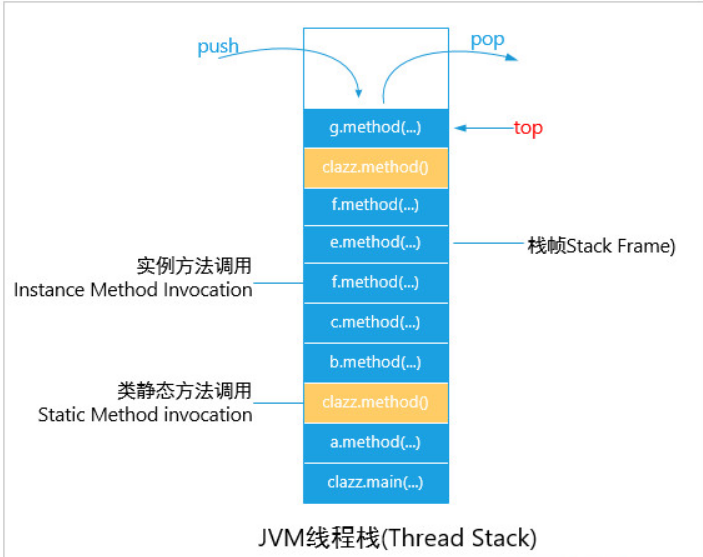 push
pop
g.method(...)
top
clazz.method()
f.method(...)
e.method(...)
栈帧Stack Frame)
实例方法调用
Instance Method Invocation
f.method(...)
c.method(...)
b.method(...)
类静态方法调用
Static Method invocation
clazz.method()
a.method(...)
clazz.main(...)
JVM线程栈(Thread Stack)